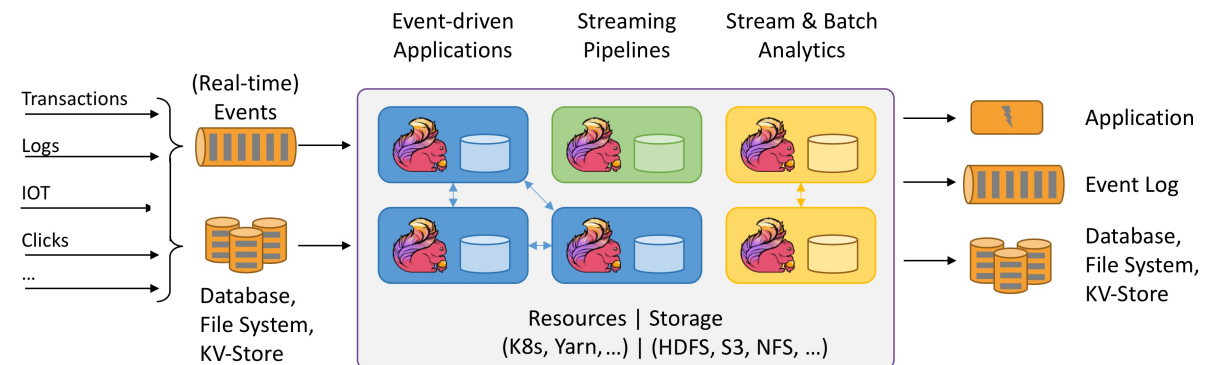 Event-driven
Applications
Streaming
Pipelines
Stream & Batch
Analytics
Transactions
Logs
IOT
Clicks
...
(Real-time)
Events
Database,
File System,
KV-Store
Resources | Storage
(K8s, Yarn, ...) | (HDFS, S3, NFS, ...)
Application
Event Log
Database,
File System,
KV-Store